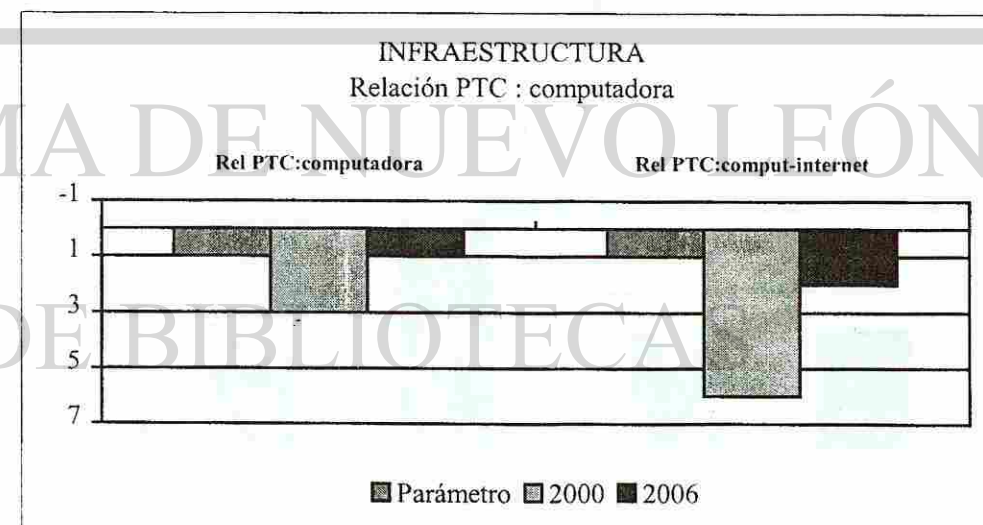 INFRAESTRUCTURA
Relación PTC : computadora
MA DE NUEVO LEÓN
Rel PTC:computadora Rel PTC:comput-internet
-1
1
3
DE BIBLIOTECA
5
7
Parámetro 2000 2006